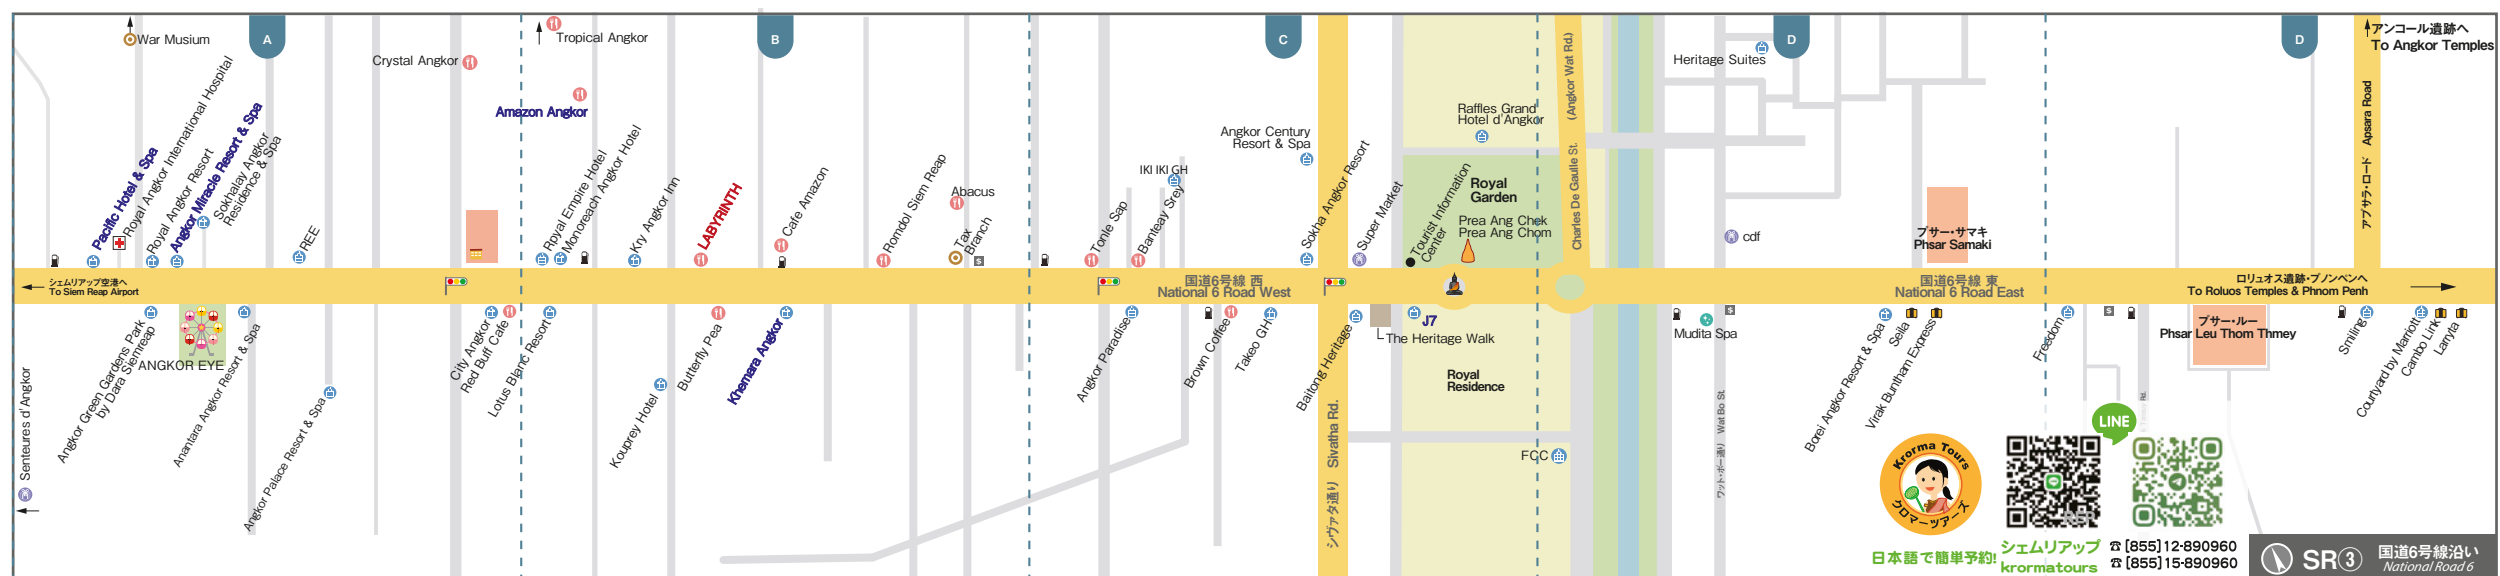 War Musium
A
Tropical Angkor
B
C
D
D
アンコール遺跡へ
To Angkor Temples
Crystal Angkor
Amazon Angkor
Heritage Suites
Charles De Gaulle St. (Angkor Wat Rd.)
アプサラ・ロード Apsara Road
Pacific Hotel & Spa
Royal Angkor International Hospital
Royal Angkor Resort
Angkor Miracle Resort & Spa
Sokhalay Angkor
Residence & Spa
REE
Rpyal Empire Hotel
Monoreach Angkor Hotel
Kry Angkor Inn
LABYRINTH
Cafe Amazon
Romdol Siem Reap
Abacus
Tax
Branch
Tonle Sap
IKI IKI GH
Banteay Srey
Angkor Century
Resort & Spa
Sokha Angkor Resort
Super Market
Tourist Information
Center
Raffles Grand
Hotel d'Angkor
Royal
Garden
Prea Ang Chek
Prea Ang Chom
cdf
プサー・サマキ
Phsar Samaki
シェムリアップ空港へ
To Siem Reap Airport
国道6号線 西
National 6 Road West
国道6号線 東
National 6 Road East
ロリュオス遺跡・プノンペンへ
To Roluos Temples & Phnom Penh
Senteures d'Angkor
Angkor Green Gardens Park
by Dara Siemreap
ANGKOR EYE
Anantara Angkor Resort & Spa
Angkor Palace Resort & Spa
City Angkor
Red Buff Cafe
Lotus Blanc Resort
Kouprey Hotel
Butterfly Pea
Khemara Angkor
Angkor Paradise
Brown Coffee
Takeo GH
Baitong Heritage
シヴァタ通り Sivatha Rd.
The Heritage Walk
J7
Royal
Residence
FCC
Mudita Spa
ワット・ボー通り Wat Bo St.
Borei Angkor Resort & Spa
Seila
Virak Buntham Express
Freedom
プサー・ルー
Phsar Leu Thom Thmey
Smiling
Courtyard by Mariott
Cambo Link
Larryta
LINE
Krorma Tours
クロマーツアーズ
日本語で簡単予約!
シェムリアップ
krormatours
☎ [855] 12-890960
☎ [855] 15-890960
SR③
国道6号線沿い
National Road 6